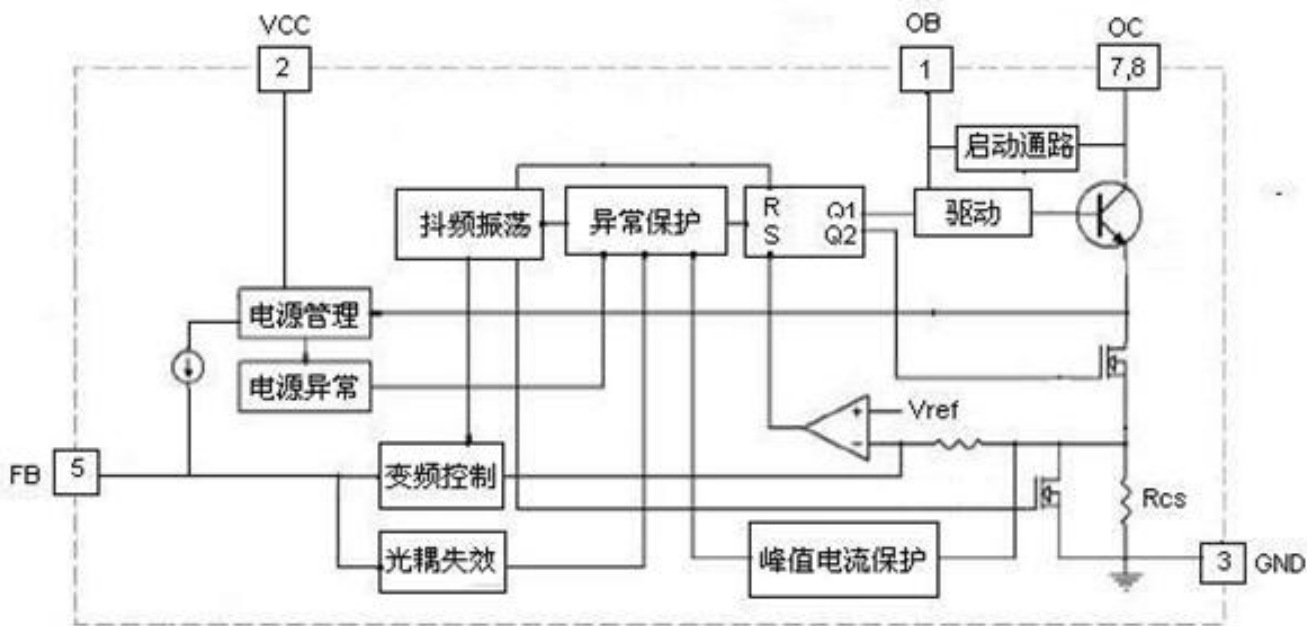 VCC
OB
OC
2
1
7,8
启动通路
抖频振荡
异常保护
R
S
Q1
Q2
驱动
电源管理
电源异常
Vref
+
-
FB
5
变频控制
Rcs
光耦失效
峰值电流保护
3
GND